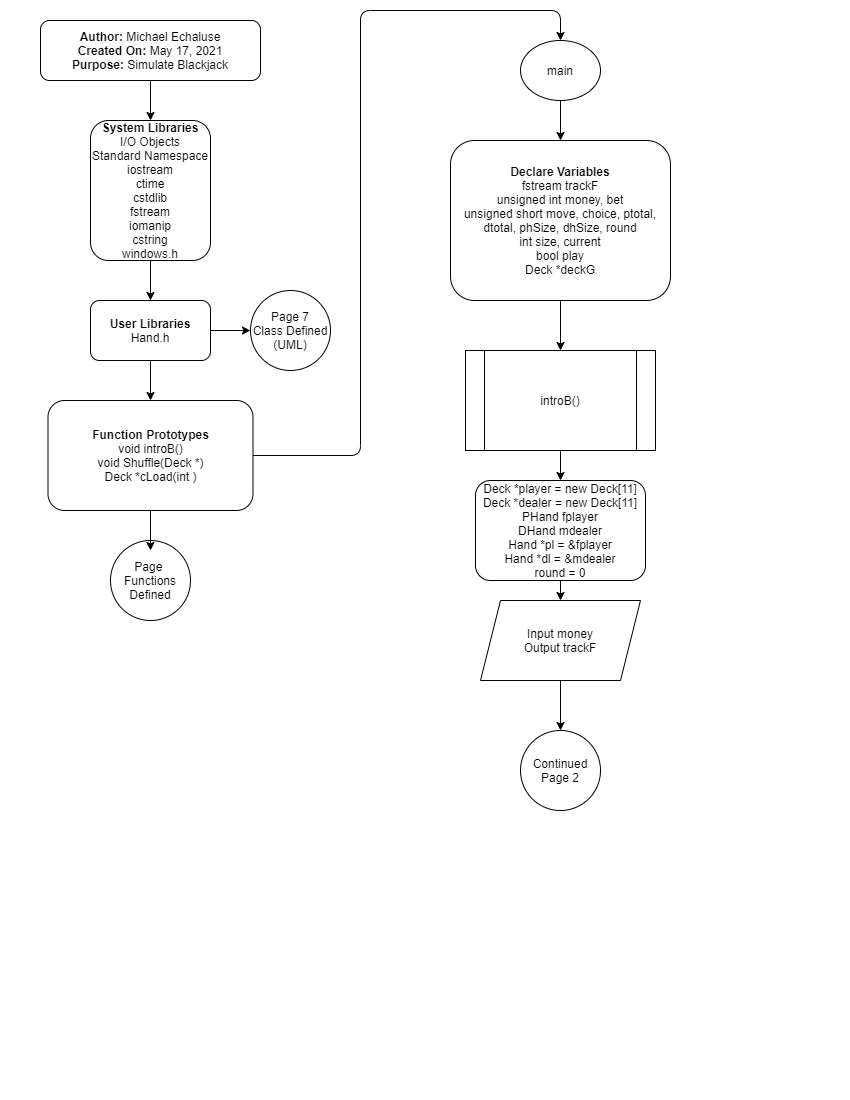 Author: Michael Echaluse
Created On: May 17, 2021
Purpose: Simulate Blackjack
System Libraries
I/O Objects
Standard Namespace
iostream
ctime
cstdlib
fstream
iomanip
cstring
windows.h
User Libraries
Hand.h
Page 7
Class Defined
(UML)
Function Prototypes
void introB()
void Shuffle(Deck *)
Deck *cLoad(int )
Page
Functions
Defined
main
Declare Variables
fstream trackF
unsigned int money, bet
unsigned short move, choice, ptotal,
dtotal, phSize, dhSize, round
int size, current
bool play
Deck *deckG
introB()
Deck *player = new Deck[11]
Deck *dealer = new Deck[11]
PHand fplayer
DHand mdealer
Hand *pl = &fplayer
Hand *dl = &mdealer
round = 0
Input money
Output trackF
Continued
Page 2